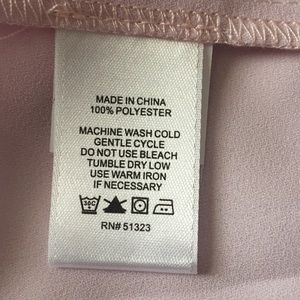 MADE IN CHINA
100% POLYESTER
MACHINE WASH COLD
GENTLE CYCLE
DO NOT USE BLEACH
TUMBLE DRY LOW
USE WARM IRON
IF NECESSARY
30C
RN# 51323